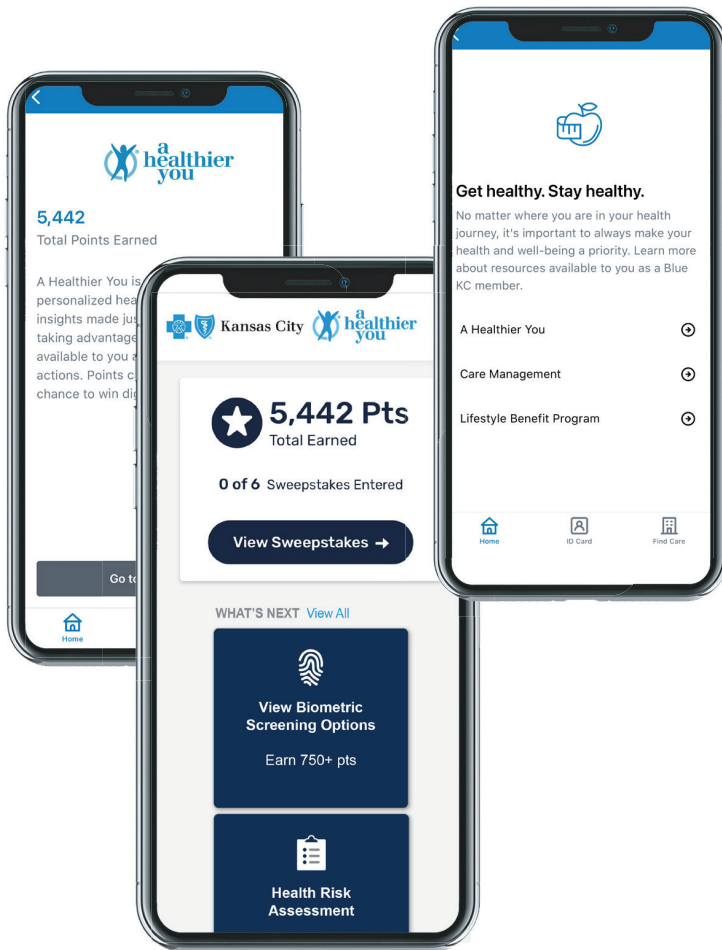 a
healthier
you
5,442
Total Points Earned
A Healthier You is
personalized hea
insights made jus
taking advantage
available to you a
actions. Points c
chance to win di
Go to
Home
Kansas City
a
healthier
you
5,442 Pts
Total Earned
0 of 6 Sweepstakes Entered
View Sweepstakes →
WHAT'S NEXT View All
View Biometric
Screening Options
Earn 750+ pts
Health Risk
Assessment
Get healthy. Stay healthy.
No matter where you are in your health
journey, it's important to always make your
health and well-being a priority. Learn more
about resources available to you as a Blue
KC member.
A Healthier You
Care Management
Lifestyle Benefit Program
Home
ID Card
Find Care